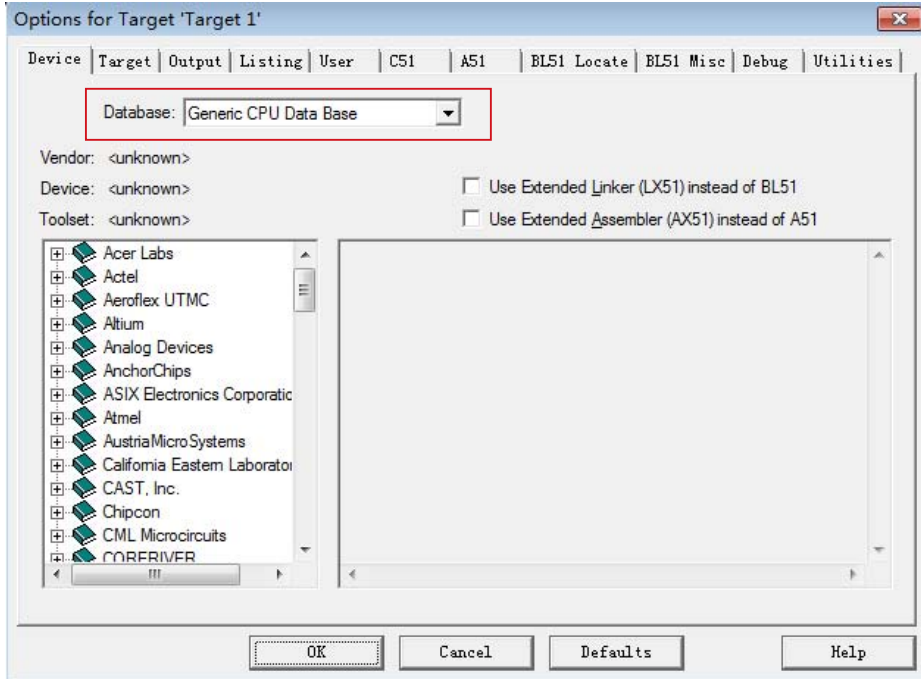 Options for Target 'Target 1'
Device Target Output Listing User C51 A51 BL51 Locate BL51 Misc Debug Utilities
Database: Generic CPU Data Base
Vendor: <unknown>
Device: <unknown>
Use Extended Linker (LX51) instead of BL51
Toolset: <unknown>
Use Extended Assembler (AX51) instead of A51
Acer Labs
Actel
Aeroflex UTMC
Altium
Analog Devices
AnchorChips
ASIX Electronics Corporatic
Atmel
AustriaMicroSystems
California Eastern Laborator
CAST, Inc.
Chipcon
CML Microcircuits
CORERIVER
OK Cancel Defaults Help